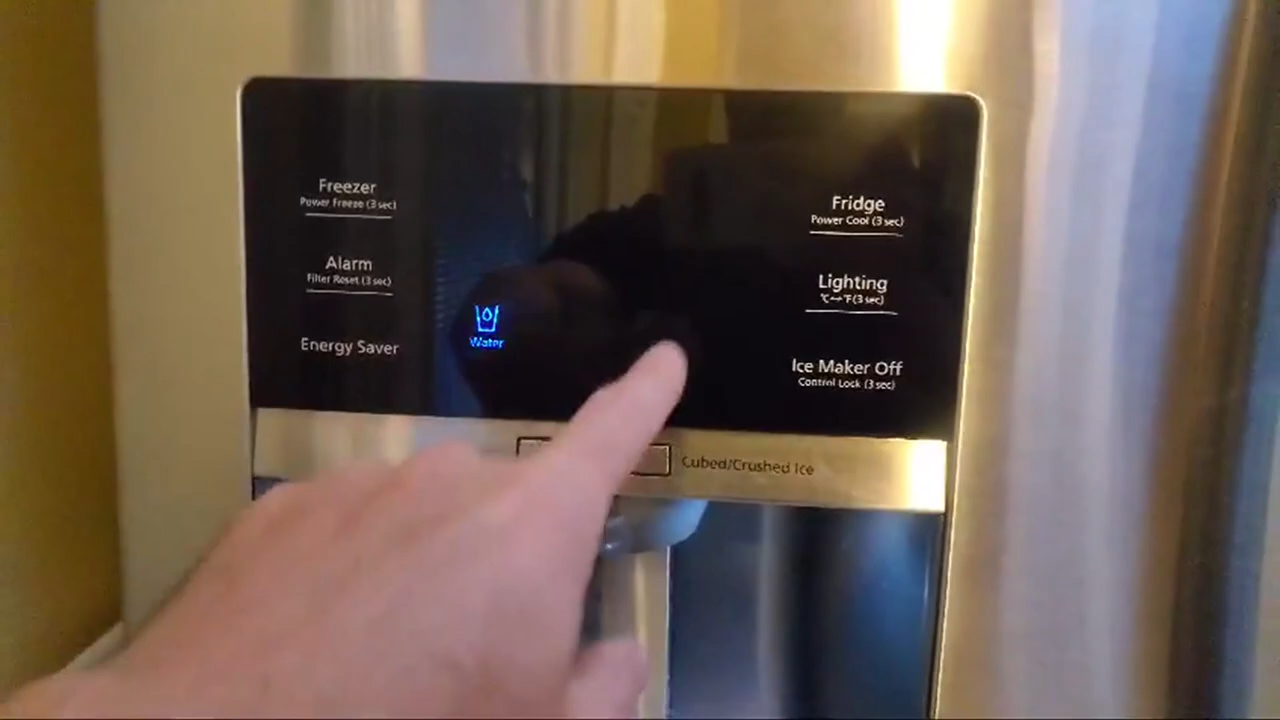 Freezer
Power Freeze (3 sec)
Alarm
Filter Reset (3 sec)
Energy Saver
Water
Fridge
Power Cool (3 sec)
Lighting
℃↔℉(3 sec)
Ice Maker Off
Control Lock (3 sec)
Cubed/Crushed Ice